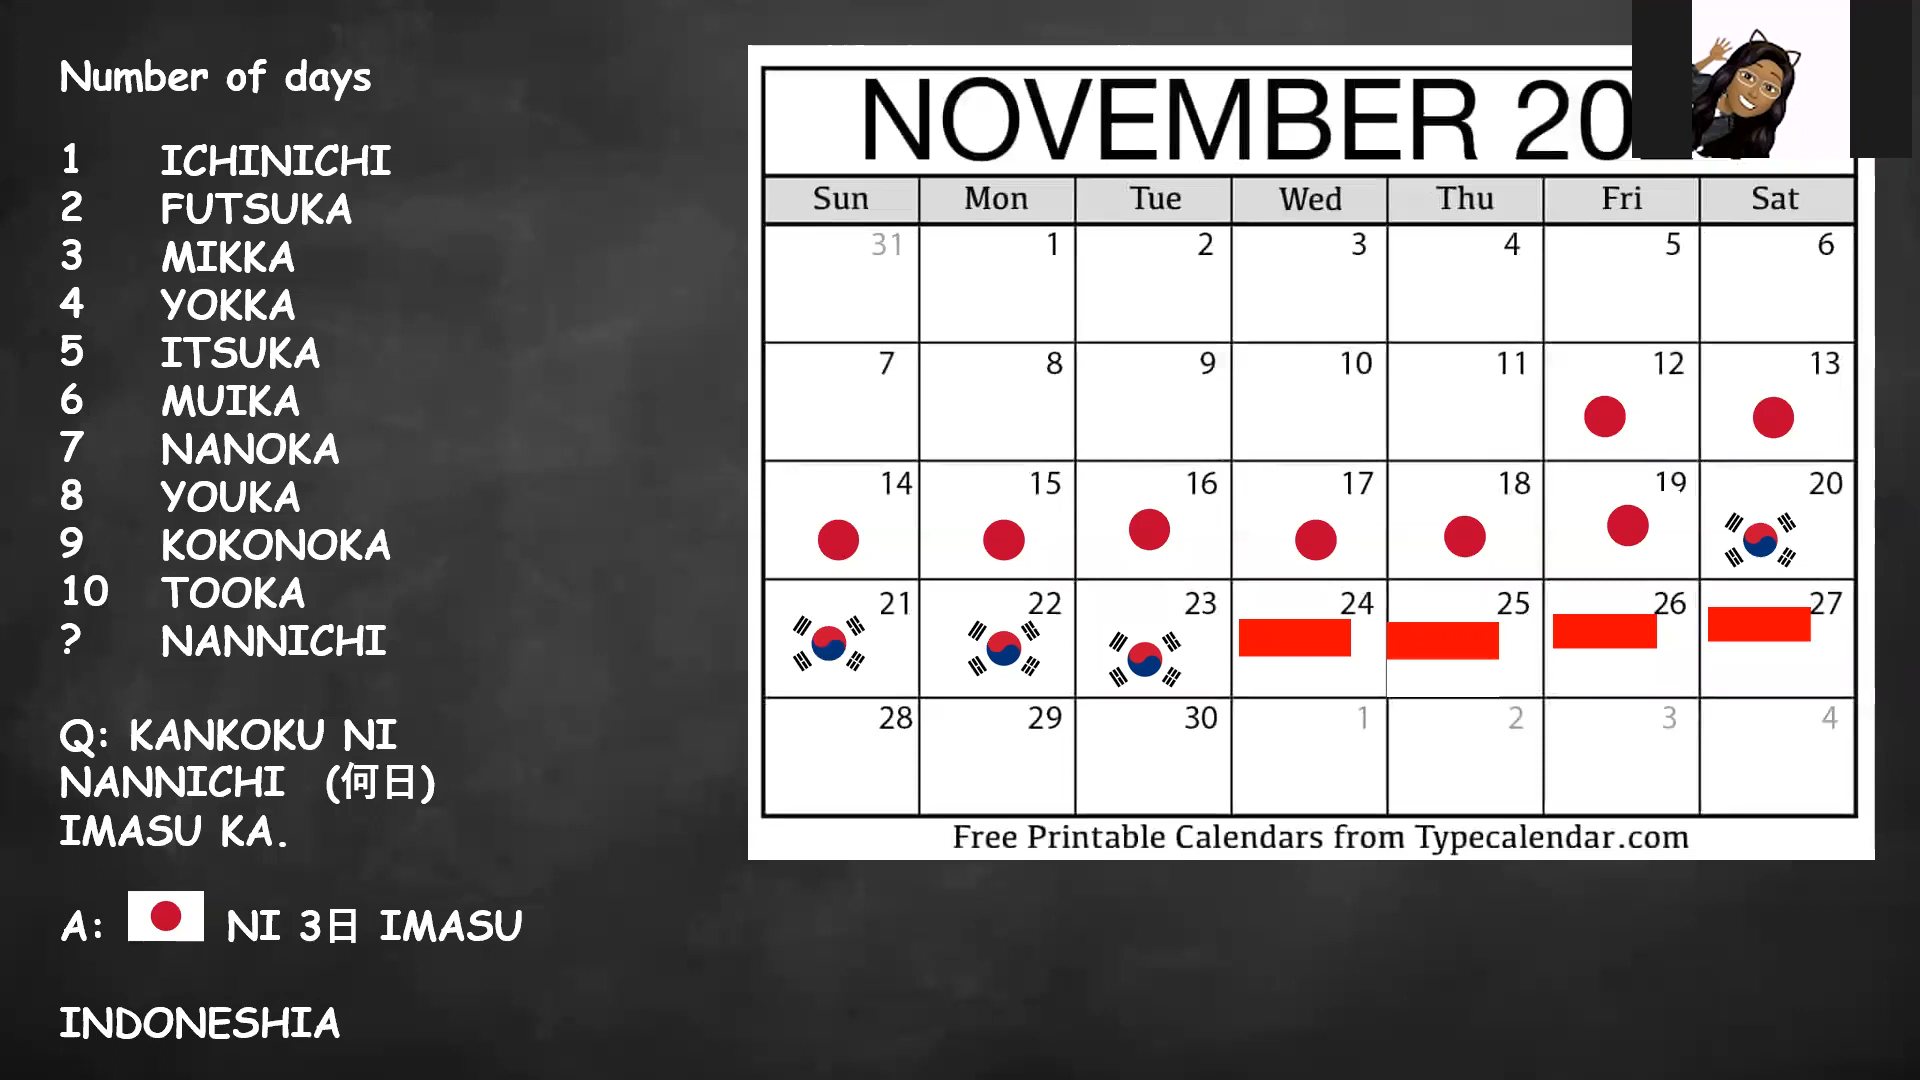 Number of days
1 ICHINICHI
2 FUTSUKA
3 MIKKA
4 YOKKA
5 ITSUKA
6 MUIKA
7 NANOKA
8 YOUKA
9 KOKONOKA
10 TOOKA
? NANNICHI
Q: KANKOKU NI
NANNICHI (何日)
IMASU KA.
A: NI 3日 IMASU
INDONESHIA
NOVEMBER 20
Sun Mon Tue Wed Thu Fri Sat
31 1 2 3 4 5 6
7 8 9 10 11 12 13
14 15 16 17 18 19 20
21 22 23 24 25 26 27
28 29 30 1 2 3 4
Free Printable Calendars from Typecalendar.com